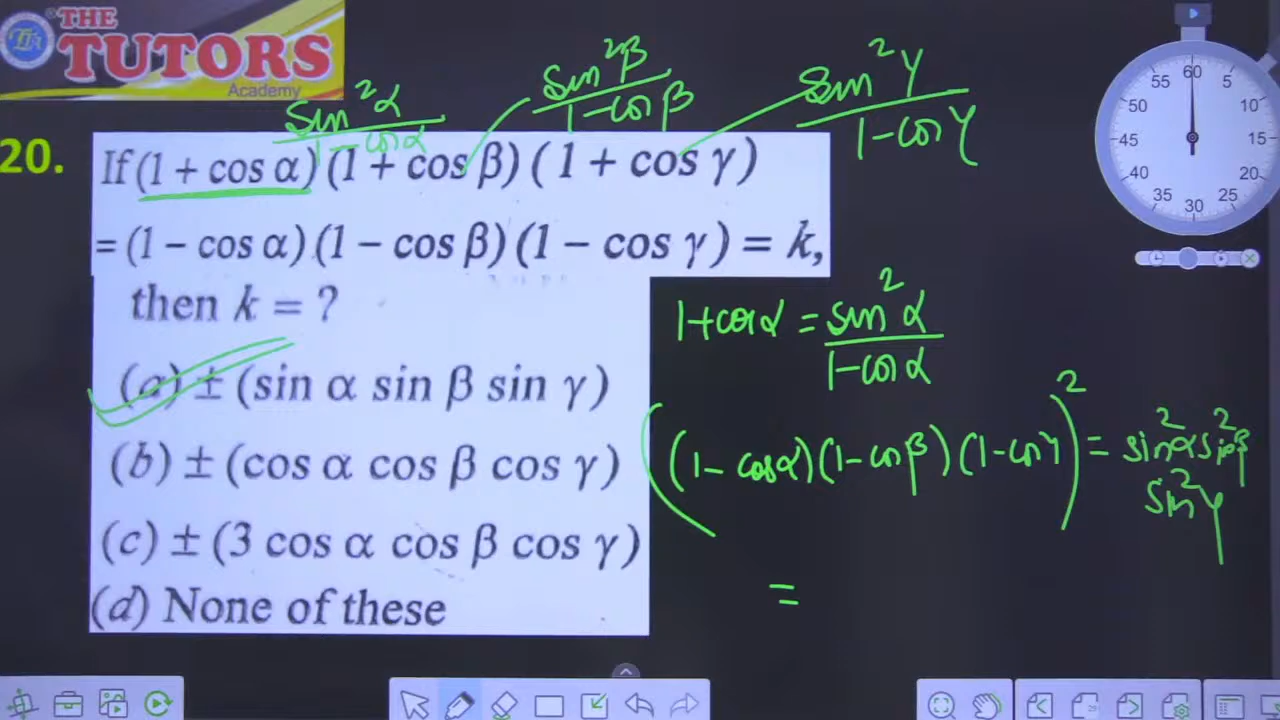 THE
TUTORS
Academy
20.
sin²α / 1-cosα
sin²β / 1-cosβ
sin²γ / 1-cosγ
If (1 + cos α) (1 + cos β) (1 + cos γ)
= (1 − cos α) (1 − cos β) (1 − cos γ) = k,
then k = ?
(a) ± (sin α sin β sin γ)
(b) ± (cos α cos β cos γ)
(c) ± (3 cos α cos β cos γ)
(d) None of these
1+cosα = sin²α / 1-cosα
((1-cosα)(1-cosβ)(1-cosγ))² = sin²α sin²β
sin²γ
=
60
55 5
50 10
45 15
40 20
35 25
30